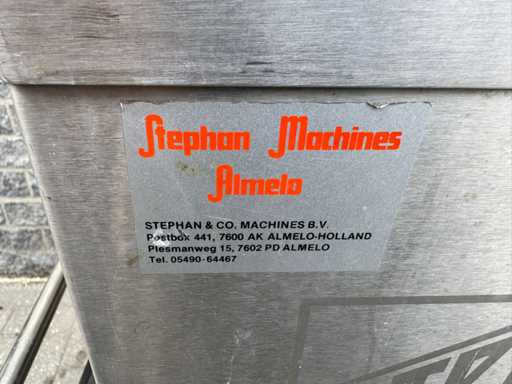 Stephan Machines
Almelo
STEPHAN & CO. MACHINES B.V.
Postbox 441, 7600 AK ALMELO-HOLLAND
Plesmanweg 15, 7602 PD ALMELO
Tel. 05490-64467